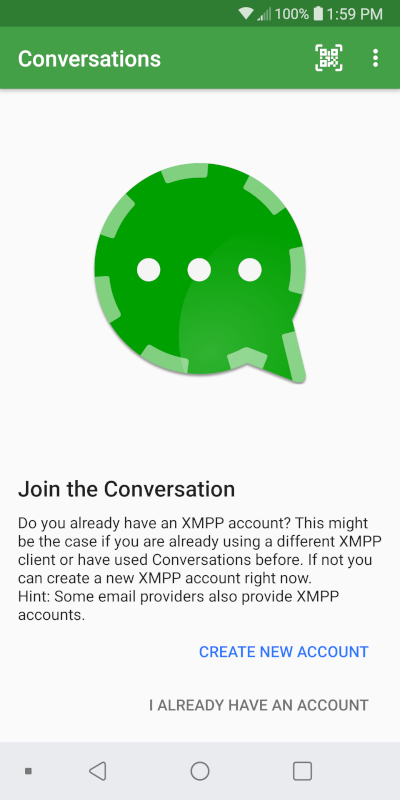 100% 1:59 PM
Conversations
Join the Conversation
Do you already have an XMPP account? This might
be the case if you are already using a different XMPP
client or have used Conversations before. If not you
can create a new XMPP account right now.
Hint: Some email providers also provide XMPP
accounts.
CREATE NEW ACCOUNT
I ALREADY HAVE AN ACCOUNT